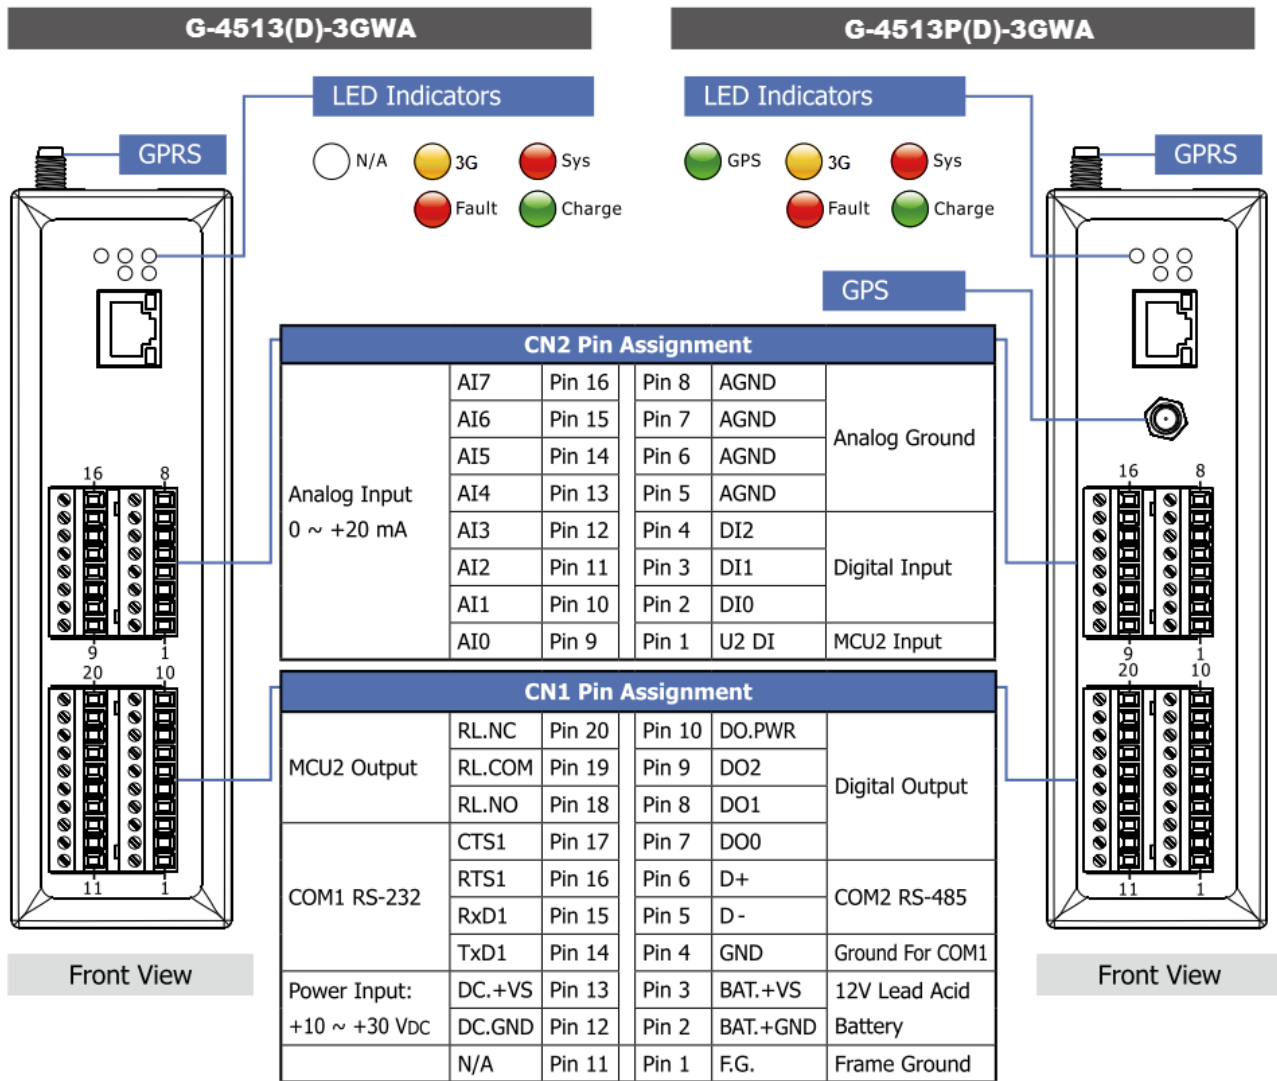 G-4513(D)-3GWA
G-4513P(D)-3GWA
LED Indicators
LED Indicators
GPRS
GPRS
N/A 3G Sys
Fault Charge
GPS 3G Sys
Fault Charge
GPS
CN2 Pin Assignment
AI7 Pin 16 Pin 8 AGND
AI6 Pin 15 Pin 7 AGND
Analog Ground
AI5 Pin 14 Pin 6 AGND
Analog Input
0 ~ +20 mA
AI4 Pin 13 Pin 5 AGND
AI3 Pin 12 Pin 4 DI2
AI2 Pin 11 Pin 3 DI1 Digital Input
AI1 Pin 10 Pin 2 DI0
AI0 Pin 9 Pin 1 U2 DI MCU2 Input
16 8
9 1
20 10
11 1
16 8
9 1
20 10
11 1
CN1 Pin Assignment
RL.NC Pin 20 Pin 10 DO.PWR
MCU2 Output RL.COM Pin 19 Pin 9 DO2
Digital Output
RL.NO Pin 18 Pin 8 DO1
CTS1 Pin 17 Pin 7 DO0
COM1 RS-232
RTS1 Pin 16 Pin 6 D+
COM2 RS-485
RxD1 Pin 15 Pin 5 D-
TxD1 Pin 14 Pin 4 GND Ground For COM1
Power Input:
+10 ~ +30 VDC
DC.+VS Pin 13 Pin 3 BAT.+VS
12V Lead Acid
Battery
DC.GND Pin 12 Pin 2 BAT.+GND
N/A Pin 11 Pin 1 F.G. Frame Ground
Front View
Front View